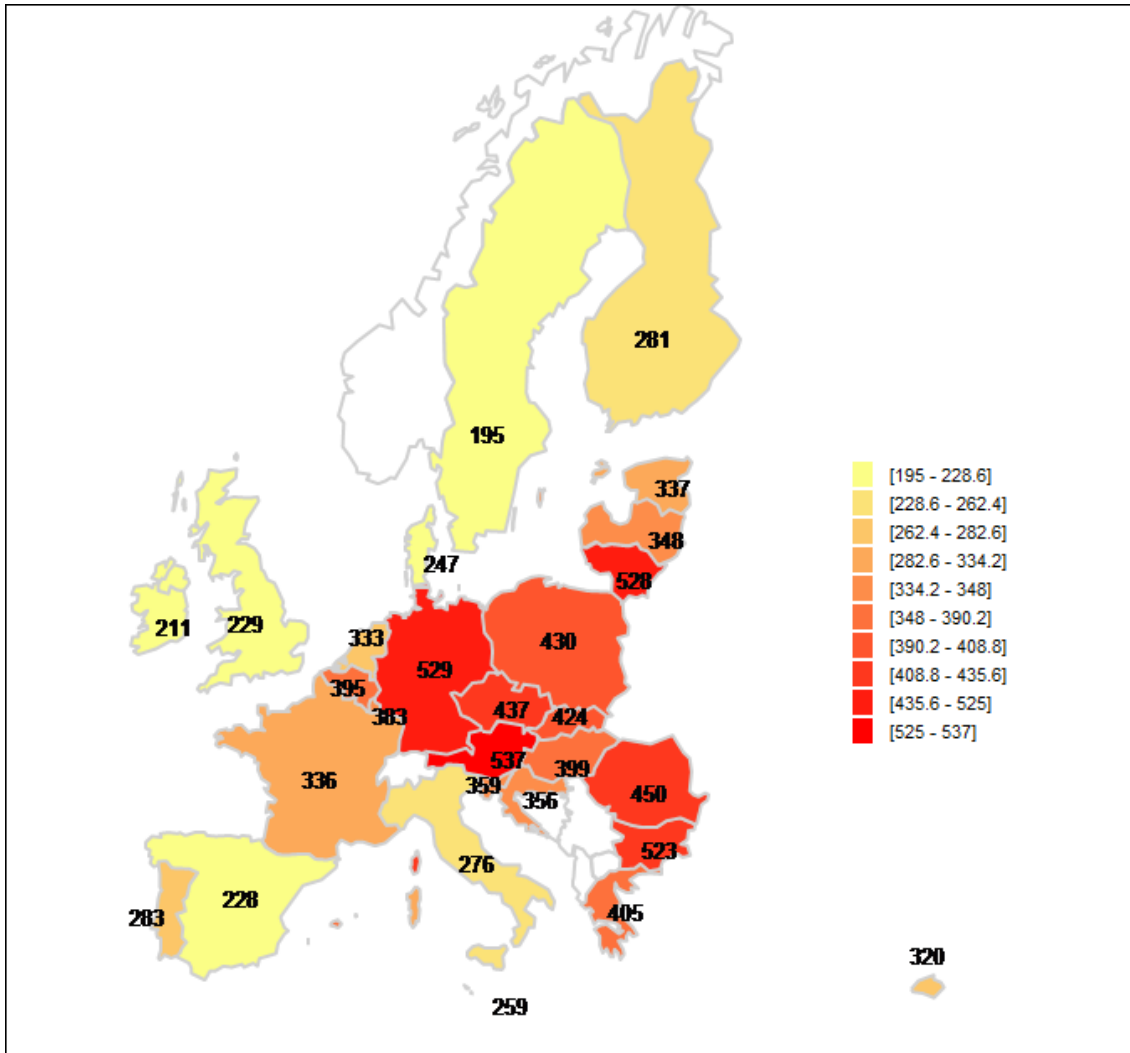 281
195
337
348
247
528
211
229
333
430
529
395
437
383
424
537
399
359
356
336
450
523
276
228
283
405
320
259
[195 - 228.6]
[228.6 - 262.4]
[262.4 - 282.6]
[282.6 - 334.2]
[334.2 - 348]
[348 - 390.2]
[390.2 - 408.8]
[408.8 - 435.6]
[435.6 - 525]
[525 - 537]